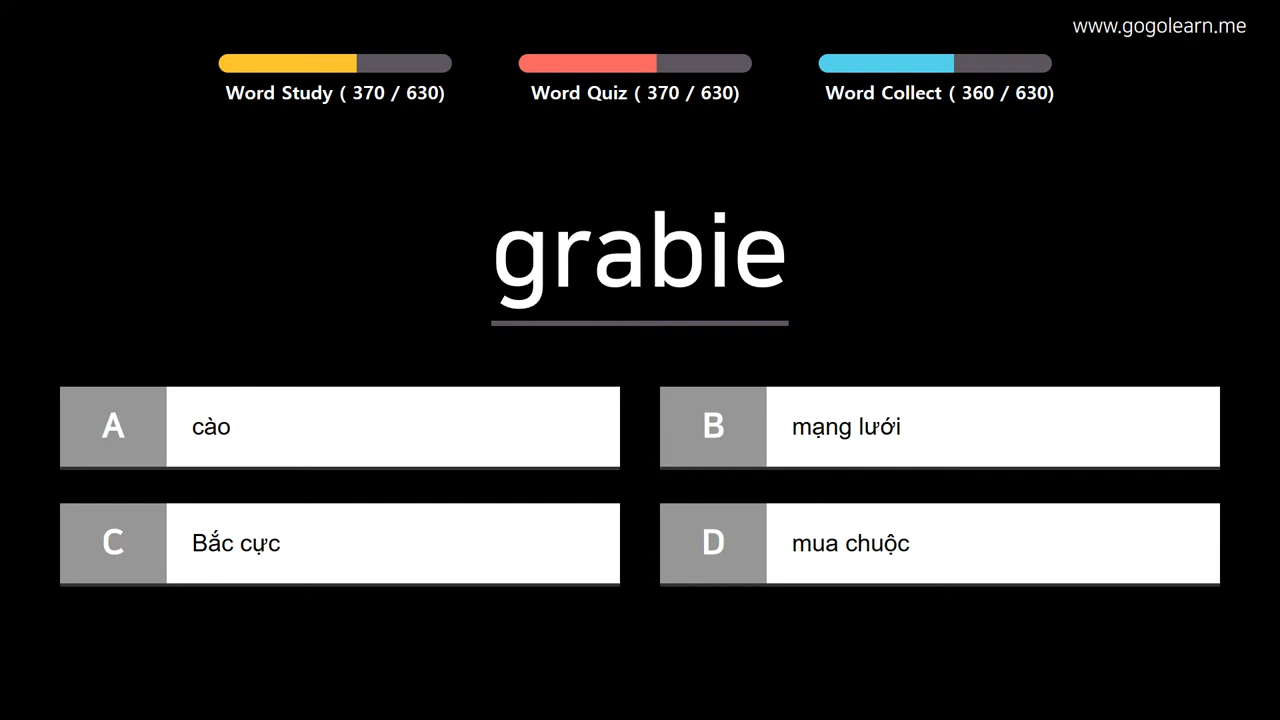 www.gogolearn.me
Word Study ( 370 / 630)
Word Quiz ( 370 / 630)
Word Collect ( 360 / 630)
grabie
A cào
B mạng lưới
C Bắc cực
D mua chuộc